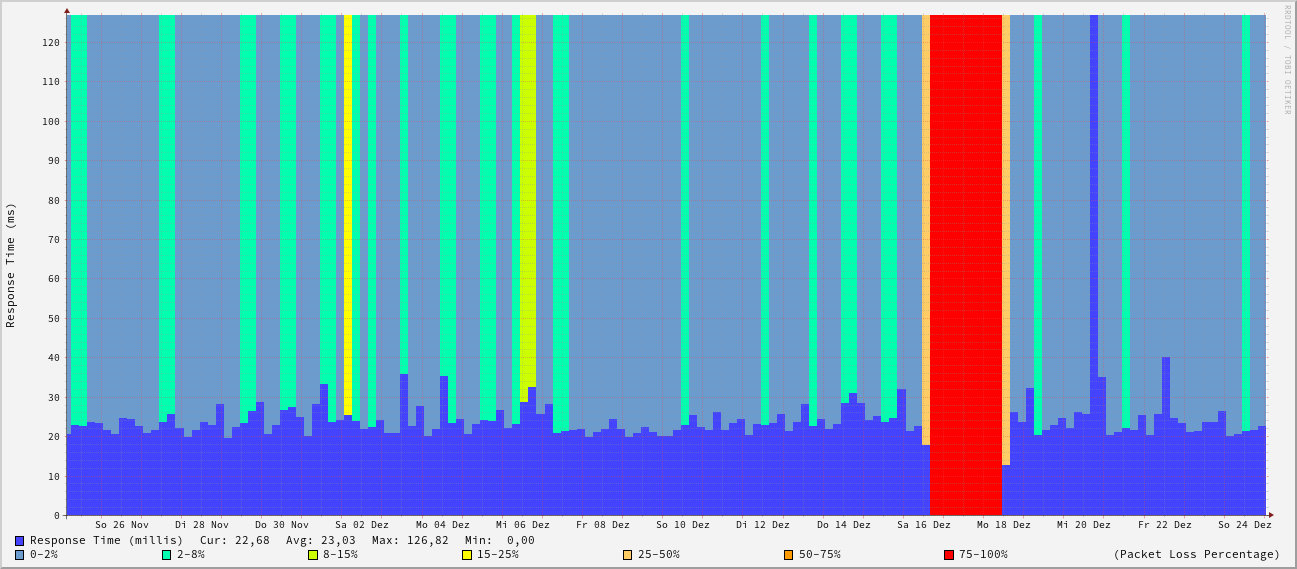 RRDTOOL / TOBI OETIKER
Response Time (ms)
120
110
100
90
80
70
60
50
40
30
20
10
0
So 26 Nov Di 28 Nov Do 30 Nov Sa 02 Dez Mo 04 Dez Mi 06 Dez Fr 08 Dez So 10 Dez Di 12 Dez Do 14 Dez Sa 16 Dez Mo 18 Dez Mi 20 Dez Fr 22 Dez So 24 Dez
Response Time (millis) Cur: 22,68 Avg: 23,03 Max: 126,82 Min: 0,00
0-2% 2-8% 8-15% 15-25% 25-50% 50-75% 75-100% (Packet Loss Percentage)